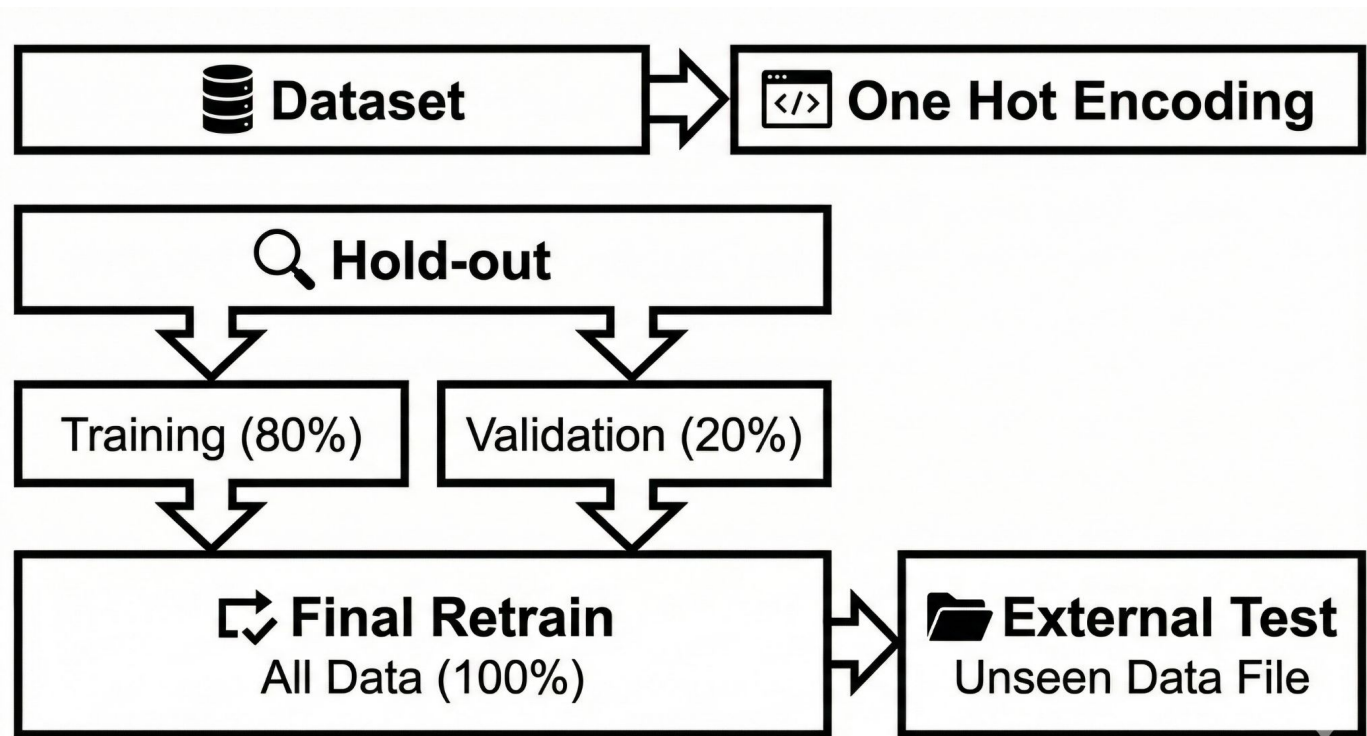 Dataset
</> One Hot Encoding
Hold-out
Training (80%)
Validation (20%)
Final Retrain
All Data (100%)
External Test
Unseen Data File